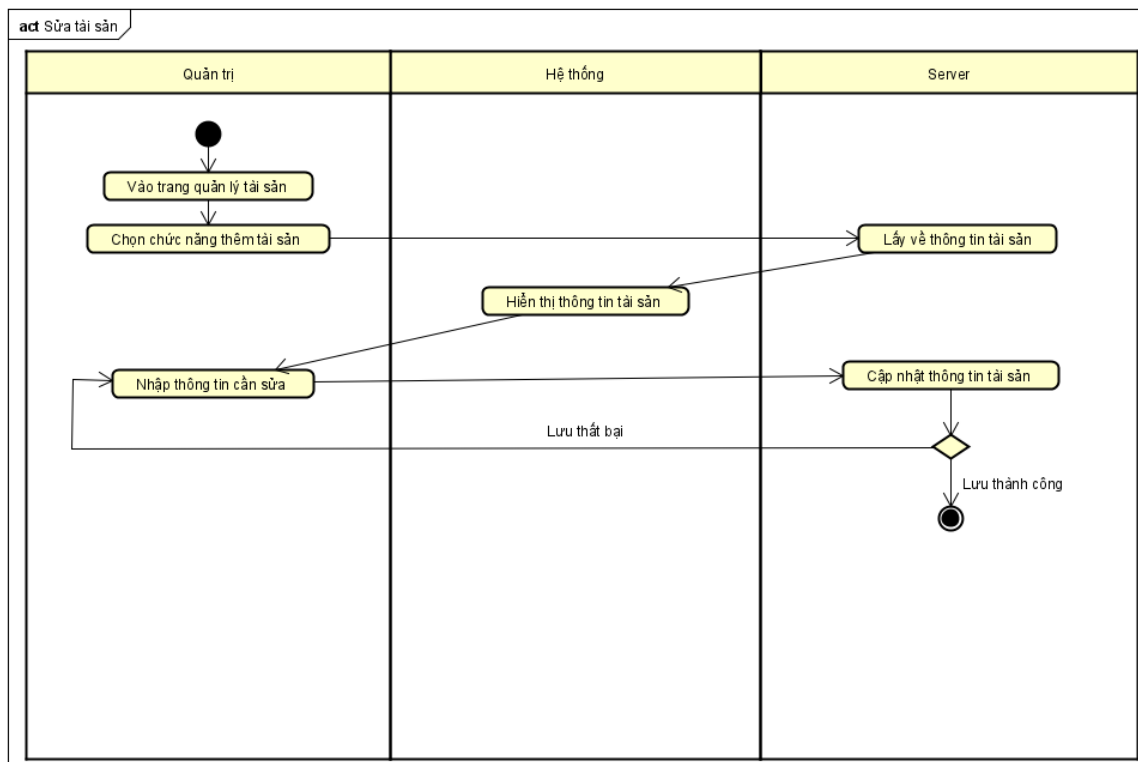 act Sửa tài sản
Quản trị
Hệ thống
Server
Vào trang quản lý tài sản
Chọn chức năng thêm tài sản
Lấy về thông tin tài sản
Hiển thị thông tin tài sản
Nhập thông tin cần sửa
Cập nhật thông tin tài sản
Lưu thất bại
Lưu thành công